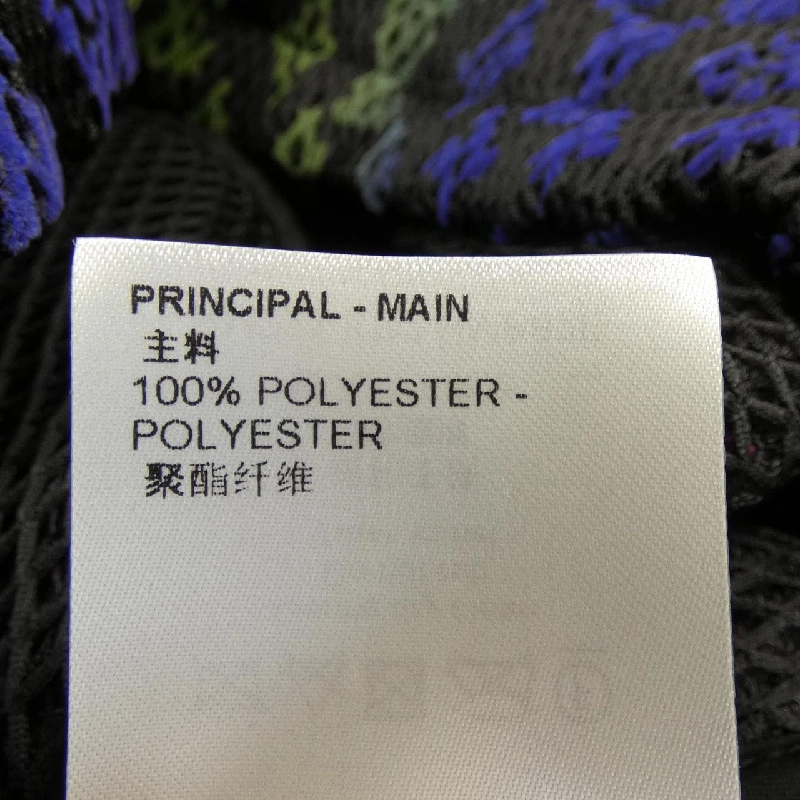 PRINCIPAL - MAIN
主料
100% POLYESTER -
POLYESTER
聚酯纤维